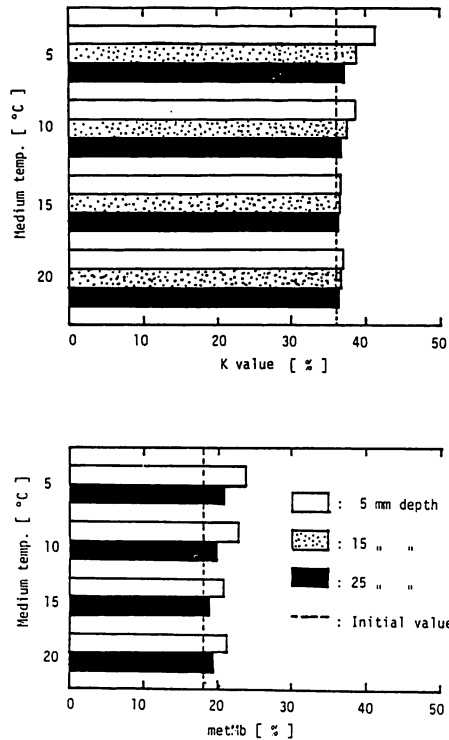 Medium temp. [ °C ]
5
10
15
20
0 10 20 30 40 50
K value [ % ]
Medium temp. [ °C ]
5
10
15
20
: 5 mm depth
: 15 " "
: 25 " "
: Initial value
0 10 20 30 40 50
metMb [ % ]